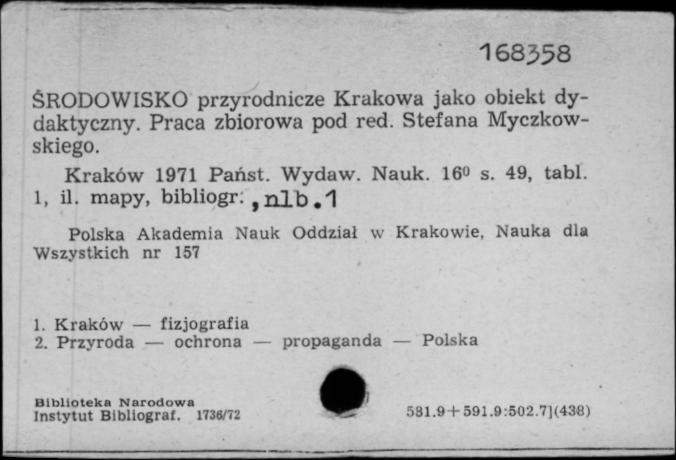 168358
ŚRODOWISKO przyrodnicze Krakowa jako obiekt dy-
daktyczny. Praca zbiorowa pod red. Stefana Myczkow-
skiego.
Kraków 1971 Państ. Wydaw. Nauk. 16⁰ s. 49, tabl.
1, il. mapy, bibliogr. , nlb.1
Polska Akademia Nauk Oddział w Krakowie, Nauka dla
Wszystkich nr 157
1. Kraków — fizjografia
2. Przyroda — ochrona — propaganda — Polska
Biblioteka Narodowa
Instytut Bibliograf. 1736/72
581.9+591.9:502.7](438)